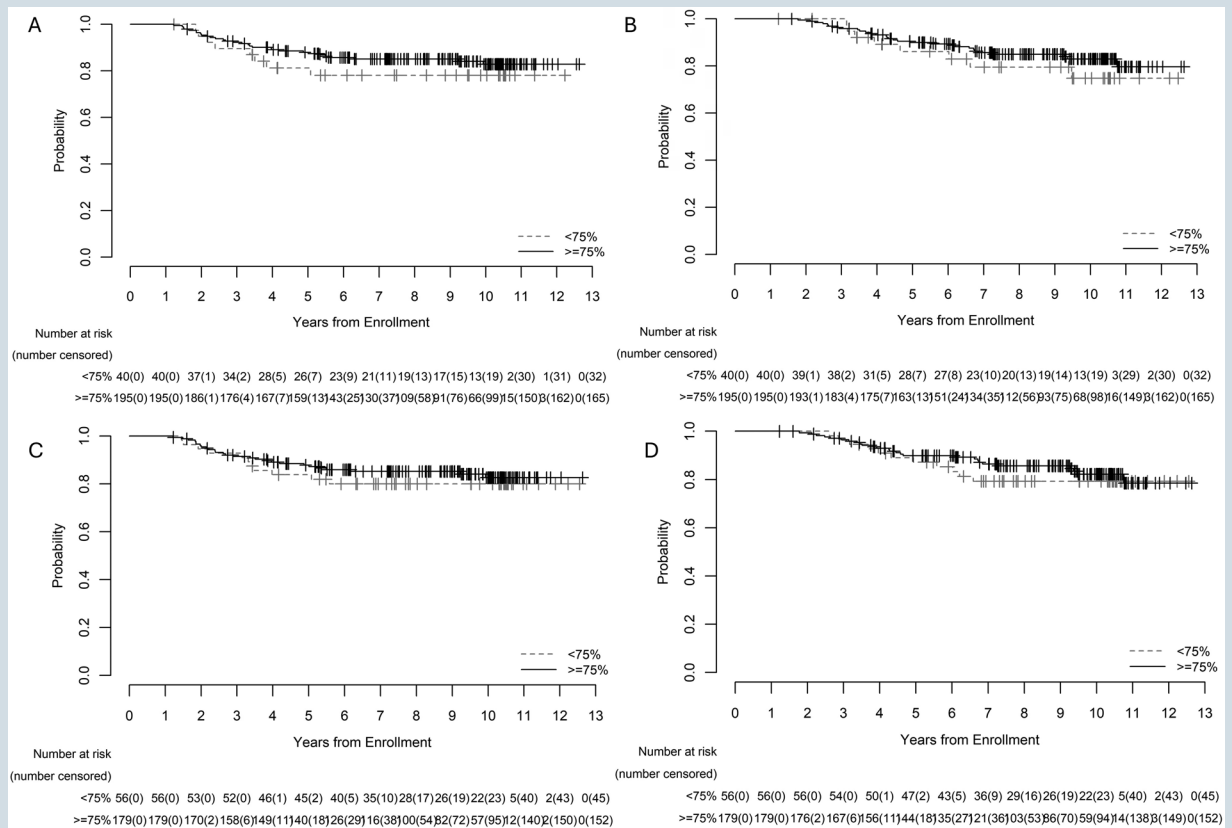 A
1.0
0.8
0.6
0.4
0.2
0.0
Probability
<75%
>=75%
0 1 2 3 4 5 6 7 8 9 10 11 12 13
Years from Enrollment
Number at risk
(number censored)
<75% 40(0) 40(0) 37(1) 34(2) 28(5) 26(7) 23(9) 21(11) 19(13) 17(15) 13(19) 2(30) 1(31) 0(32)
>=75% 195(0) 195(0) 186(1) 176(4) 167(7) 159(13) 143(25) 130(37) 109(58) 91(76) 66(99) 15(150) 3(162) 0(165)
B
1.0
0.8
0.6
0.4
0.2
0.0
Probability
<75%
>=75%
0 1 2 3 4 5 6 7 8 9 10 11 12 13
Years from Enrollment
Number at risk
(number censored)
<75% 40(0) 40(0) 39(1) 38(2) 31(5) 28(7) 27(8) 23(10) 20(13) 19(14) 13(19) 3(29) 2(30) 0(32)
>=75% 195(0) 195(0) 193(1) 183(4) 175(7) 163(13) 151(24) 134(35) 112(56) 93(75) 68(98) 16(149) 3(162) 0(165)
C
1.0
0.8
0.6
0.4
0.2
0.0
Probability
<75%
>=75%
0 1 2 3 4 5 6 7 8 9 10 11 12 13
Years from Enrollment
Number at risk
(number censored)
<75% 56(0) 56(0) 53(0) 52(0) 46(1) 45(2) 40(5) 35(10) 28(17) 26(19) 22(23) 5(40) 2(43) 0(45)
>=75% 179(0) 179(0) 170(2) 158(6) 149(11) 140(18) 126(29) 116(38) 100(54) 82(72) 57(95) 12(140) 2(150) 0(152)
D
1.0
0.8
0.6
0.4
0.2
0.0
Probability
<75%
>=75%
0 1 2 3 4 5 6 7 8 9 10 11 12 13
Years from Enrollment
Number at risk
(number censored)
<75% 56(0) 56(0) 56(0) 54(0) 50(1) 47(2) 43(5) 36(9) 29(16) 26(19) 22(23) 5(40) 2(43) 0(45)
>=75% 179(0) 179(0) 176(2) 167(6) 156(11) 144(18) 135(27) 121(36) 103(53) 86(70) 59(94) 14(138) 3(149) 0(152)